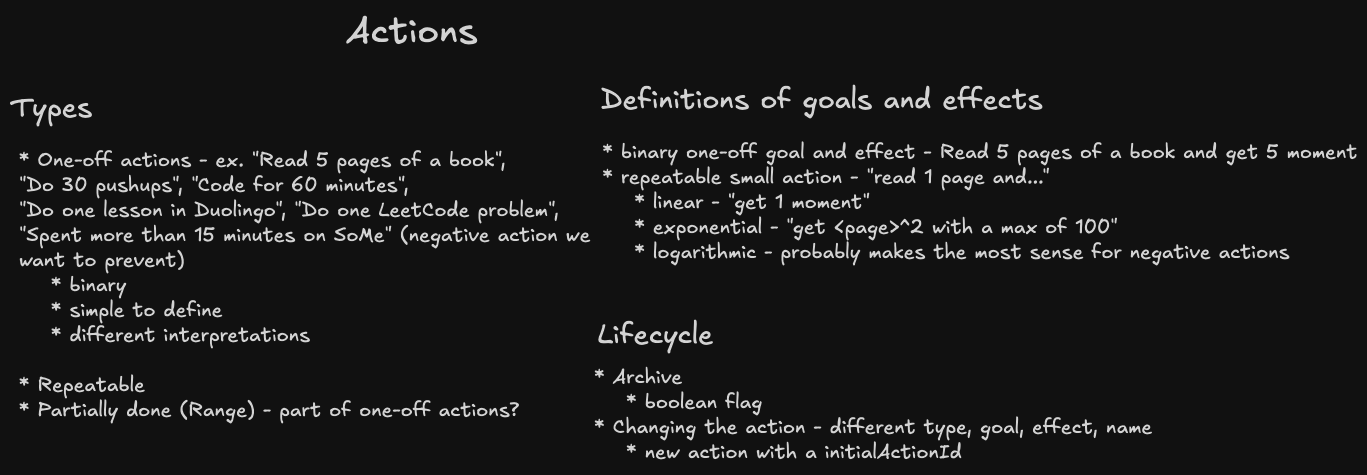 Actions
Types
* One-off actions - ex. "Read 5 pages of a book",
"Do 30 pushups", "Code for 60 minutes",
"Do one lesson in Duolingo", "Do one LeetCode problem",
"Spent more than 15 minutes on SoMe" (negative action we
want to prevent)
* binary
* simple to define
* different interpretations
* Repeatable
* Partially done (Range) - part of one-off actions?
Definitions of goals and effects
* binary one-off goal and effect - Read 5 pages of a book and get 5 moment
* repeatable small action - "read 1 page and..."
* linear - "get 1 moment"
* exponential - "get <page>^2 with a max of 100"
* logarithmic - probably makes the most sense for negative actions
Lifecycle
* Archive
* boolean flag
* Changing the action - different type, goal, effect, name
* new action with a initialActionId